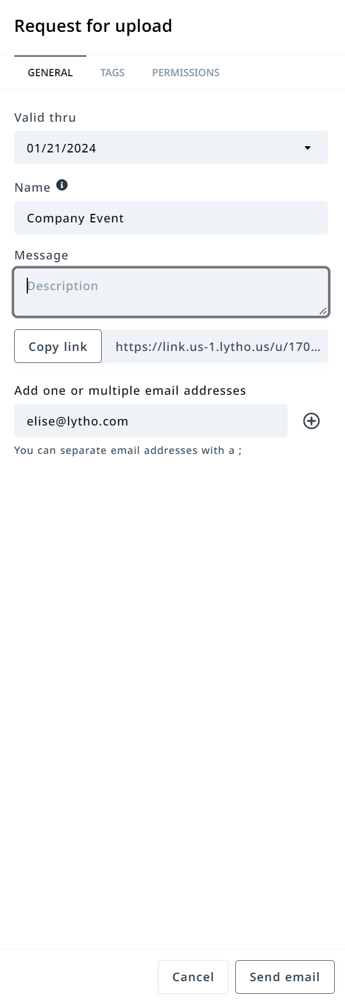 Request for upload
GENERAL TAGS PERMISSIONS
Valid thru
01/21/2024
Name
Company Event
Message
Description
Copy link https://link.us-1.lytho.us/u/170...
Add one or multiple email addresses
elise@lytho.com
You can separate email addresses with a ;
Cancel Send email